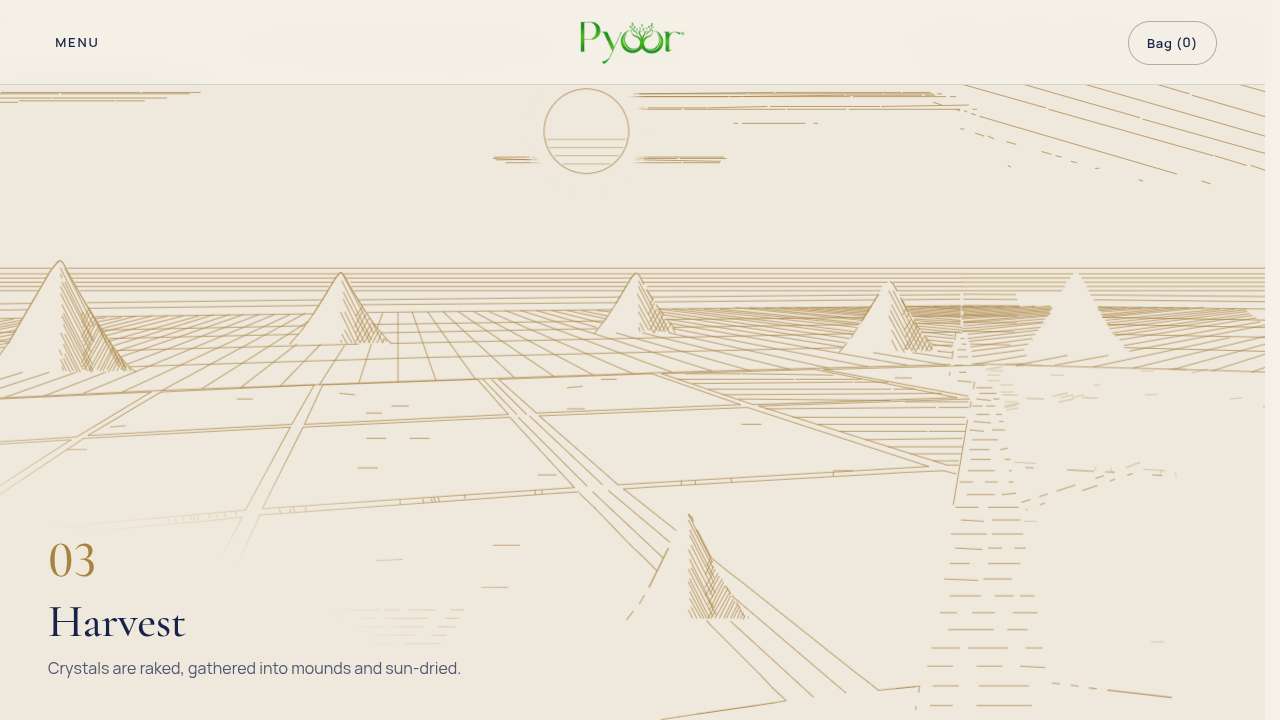 MENU
Pyoor
Bag (0)
03
Harvest
Crystals are raked, gathered into mounds and sun-dried.